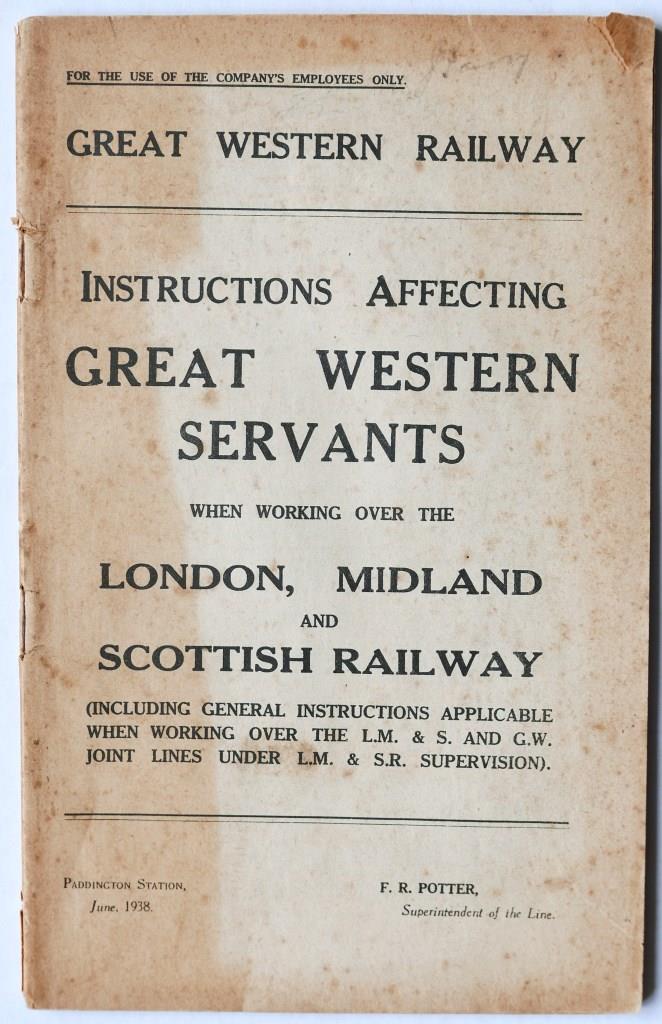 FOR THE USE OF THE COMPANY'S EMPLOYEES ONLY.
GREAT WESTERN RAILWAY
INSTRUCTIONS AFFECTING
GREAT WESTERN
SERVANTS
WHEN WORKING OVER THE
LONDON, MIDLAND
AND
SCOTTISH RAILWAY
(INCLUDING GENERAL INSTRUCTIONS APPLICABLE
WHEN WORKING OVER THE L.M. & S. AND G.W.
JOINT LINES UNDER L.M. & S.R. SUPERVISION).
PADDINGTON STATION,
June, 1938.
F. R. POTTER,
Superintendent of the Line.